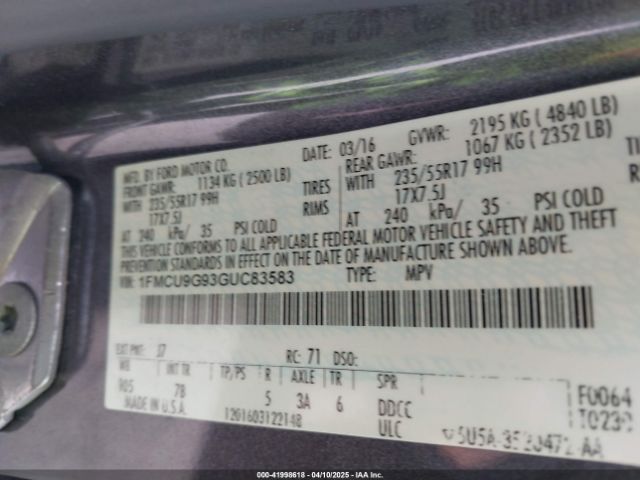 MFD. BY FORD MOTOR CO.
DATE: 03/16 GVWR: 2195 KG ( 4840 LB)
FRONT GAWR: 1134 KG ( 2500 LB) REAR GAWR: 1067 KG ( 2352 LB)
WITH 235/55R17 99H TIRES WITH 235/55R17 99H TIRES
17X7.5J RIMS 17X7.5J
AT 240 kPa/ 35 PSI COLD AT 240 kPa/ 35 PSI COLD
THIS VEHICLE CONFORMS TO ALL APPLICABLE FEDERAL MOTOR VEHICLE SAFETY AND THEFT
PREVENTION STANDARDS IN EFFECT ON THE DATE OF MANUFACTURE SHOWN ABOVE.
VIN: 1FMCU9G93GUC83583 TYPE: MPV
EXT PNT: J7 RC: 71 DSO:
WB INT TR TP/PS R AXLE TR SPR
R05 7B 5 3A 6 DDCC F0064
MADE IN U.S.A. 1201603122148 ULC
000-41998618 - 04/10/2025 - IAA Inc.